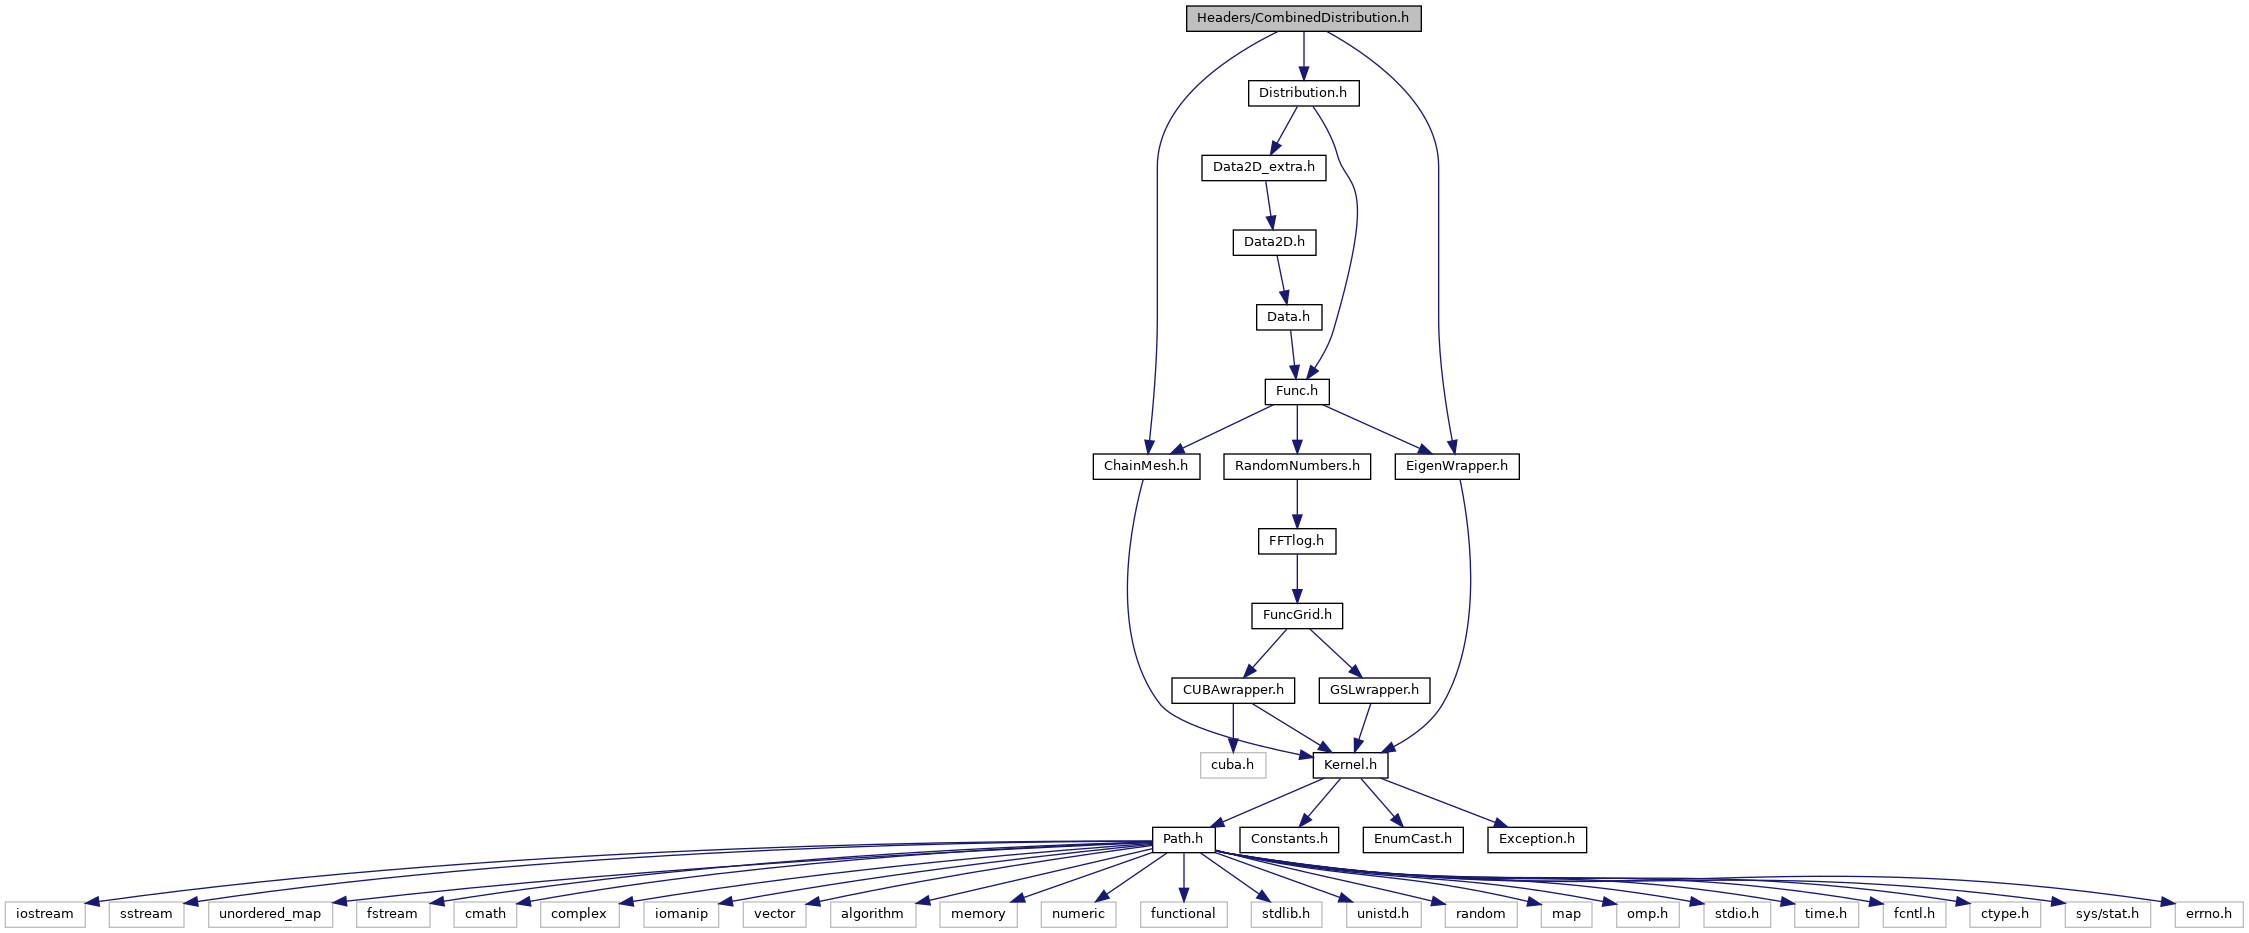 Headers/CombinedDistribution.h
Distribution.h
Data2D_extra.h
Data2D.h
Data.h
Func.h
ChainMesh.h
RandomNumbers.h
EigenWrapper.h
FFTlog.h
FuncGrid.h
CUBAwrapper.h
GSLwrapper.h
cuba.h
Kernel.h
Path.h
Constants.h
EnumCast.h
Exception.h
iostream
sstream
unordered_map
fstream
cmath
complex
iomanip
vector
algorithm
memory
numeric
functional
stdlib.h
unistd.h
random
map
omp.h
stdio.h
time.h
fcntl.h
ctype.h
sys/stat.h
errno.h